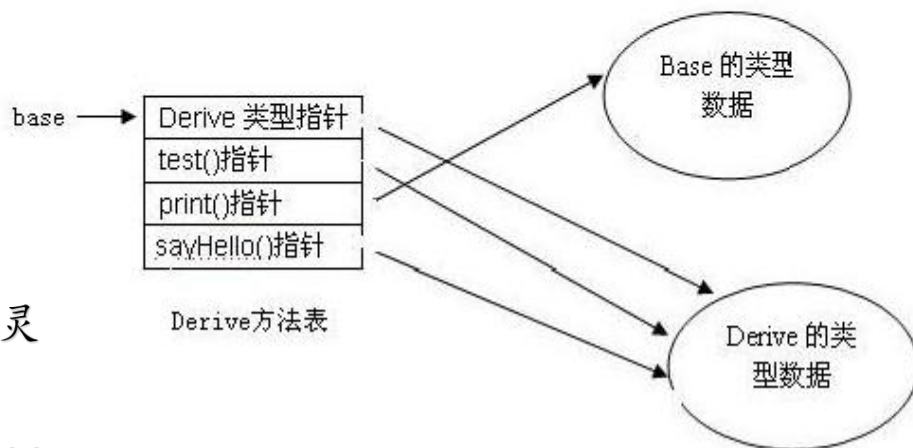 Base 的类型
数据
base
Derive 类型指针
test()指针
print()指针
sayHello()指针
Derive方法表
灵
Derive 的类
型数据